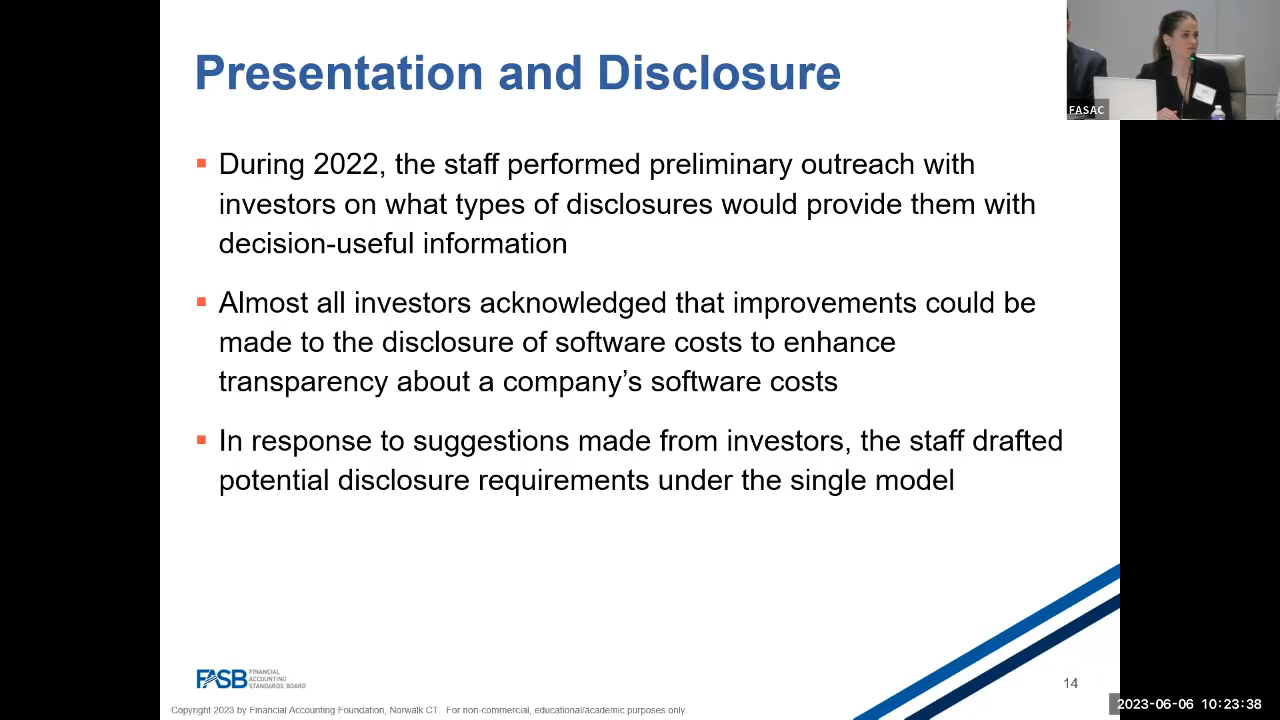 Presentation and Disclosure
FASAC
▪ During 2022, the staff performed preliminary outreach with
investors on what types of disclosures would provide them with
decision-useful information
▪ Almost all investors acknowledged that improvements could be
made to the disclosure of software costs to enhance
transparency about a company’s software costs
▪ In response to suggestions made from investors, the staff drafted
potential disclosure requirements under the single model
FASB FINANCIAL
ACCOUNTING
STANDARDS BOARD
14
2023-06-06 10:23:38
Copyright 2023 by Financial Accounting Foundation, Norwalk CT. For non-commercial, educational/academic purposes only.